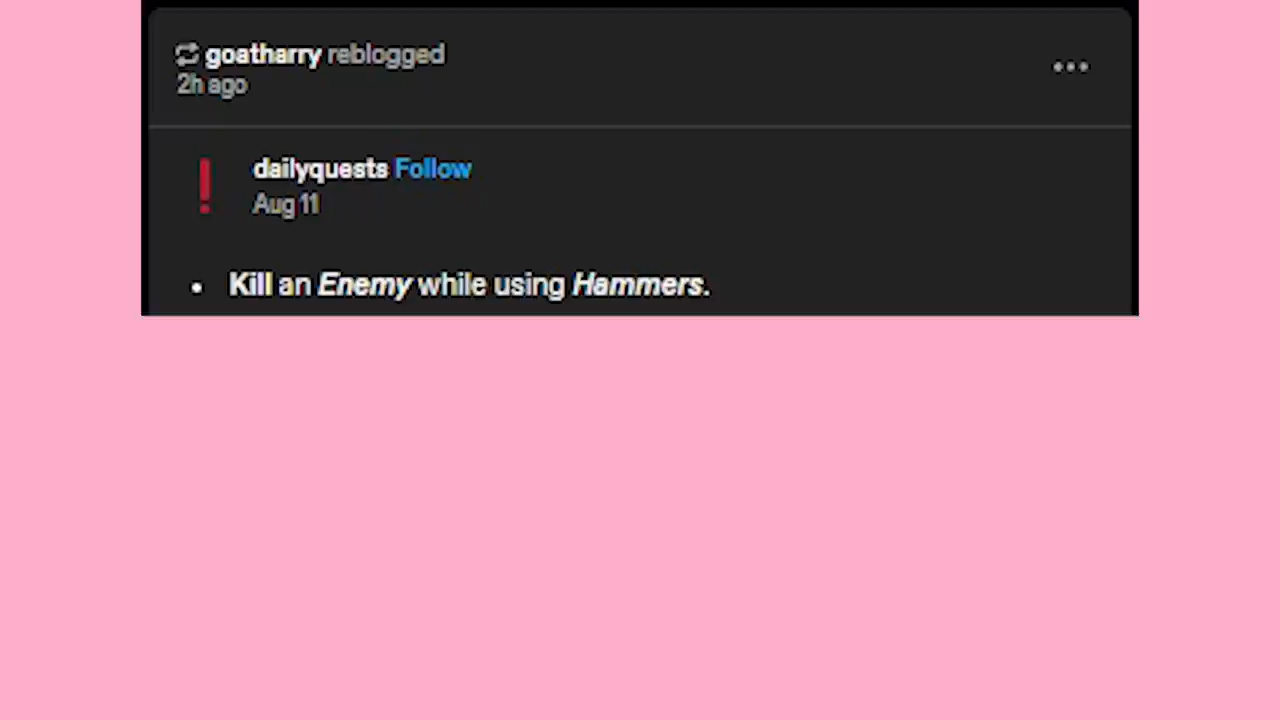 goatharry reblogged
2h ago
dailyquests Follow
Aug 11
• Kill an Enemy while using Hammers.